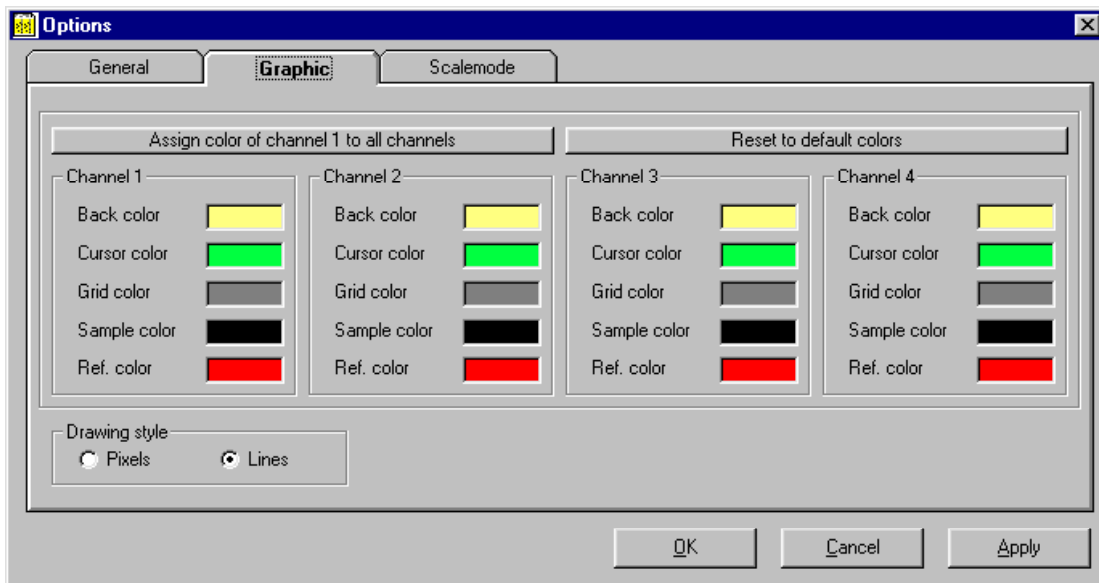 Options
General Graphic Scalemode
Assign color of channel 1 to all channels Reset to default colors
Channel 1 Channel 2 Channel 3 Channel 4
Back color Back color Back color Back color
Cursor color Cursor color Cursor color Cursor color
Grid color Grid color Grid color Grid color
Sample color Sample color Sample color Sample color
Ref. color Ref. color Ref. color Ref. color
Drawing style
Pixels Lines
OK Cancel Apply